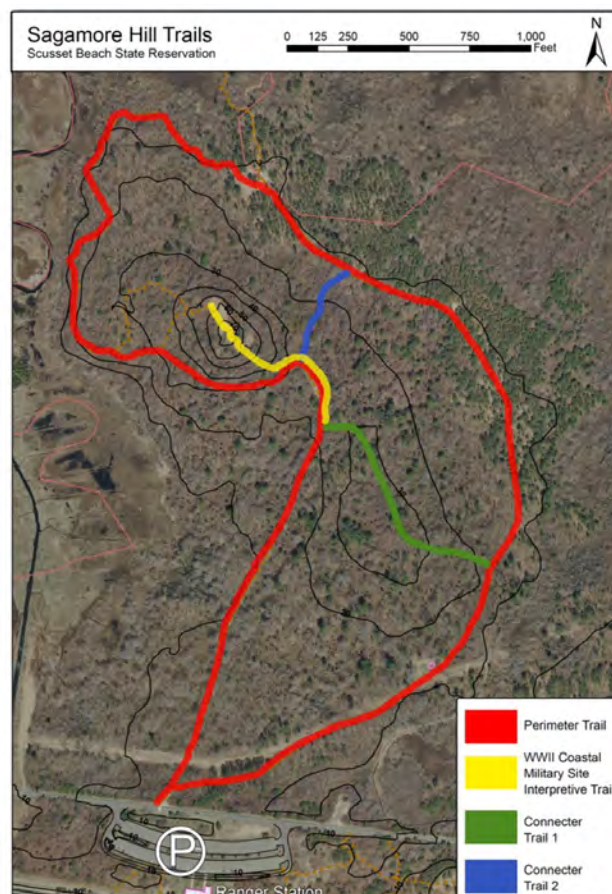 Sagamore Hill Trails
Scusset Beach State Reservation
0 125 250 500 750 1,000
Feet
N
P
Ranger Station
Perimeter Trail
WWII Coastal
Military Site
Interpretive Trail
Connecter
Trail 1
Connecter
Trail 2